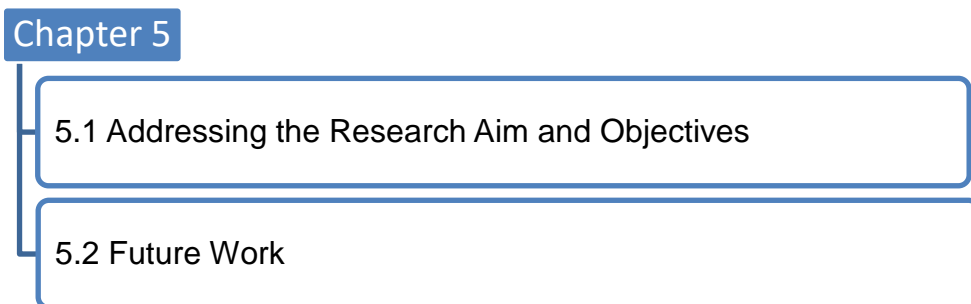 Chapter 5
5.1 Addressing the Research Aim and Objectives
5.2 Future Work